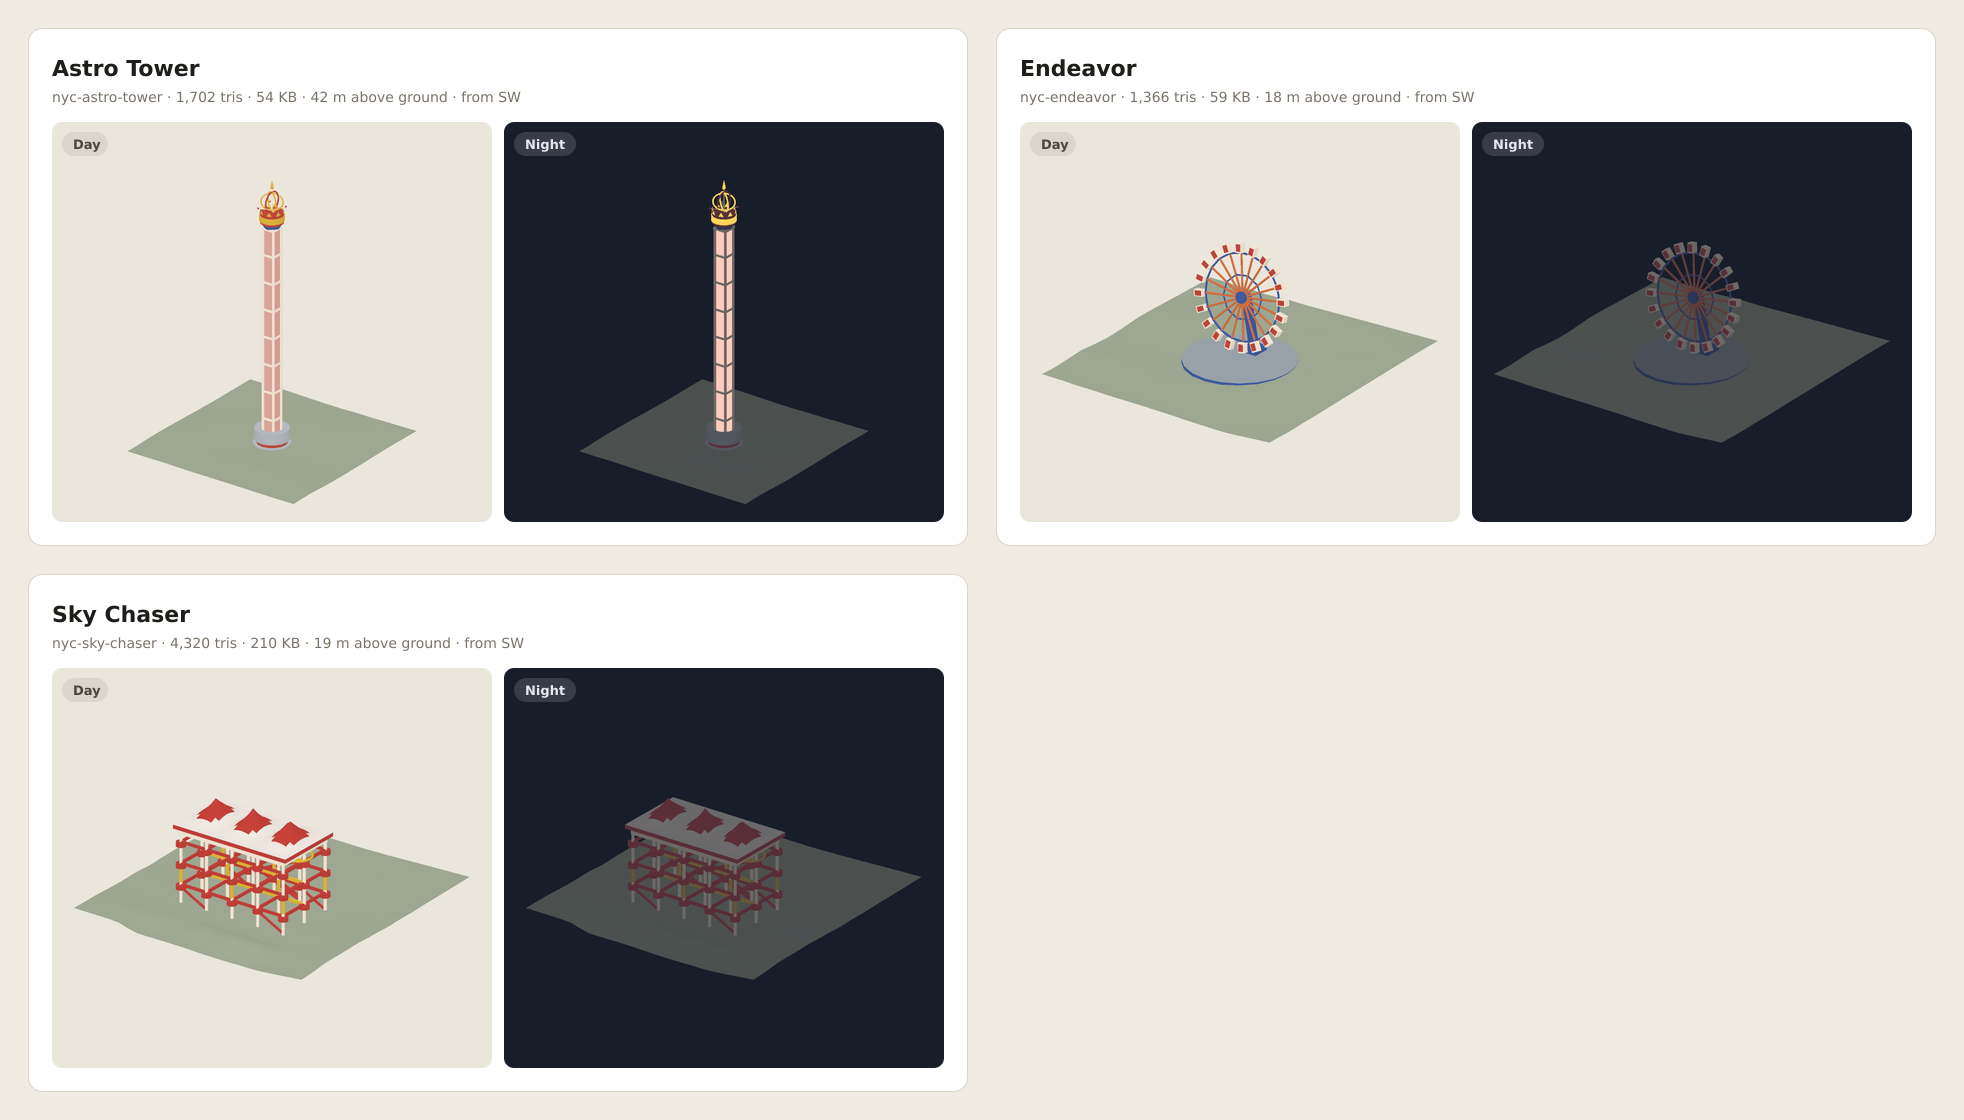 Astro Tower
nyc-astro-tower · 1,702 tris · 54 KB · 42 m above ground · from SW
Day
Night
Endeavor
nyc-endeavor · 1,366 tris · 59 KB · 18 m above ground · from SW
Day
Night
Sky Chaser
nyc-sky-chaser · 4,320 tris · 210 KB · 19 m above ground · from SW
Day
Night